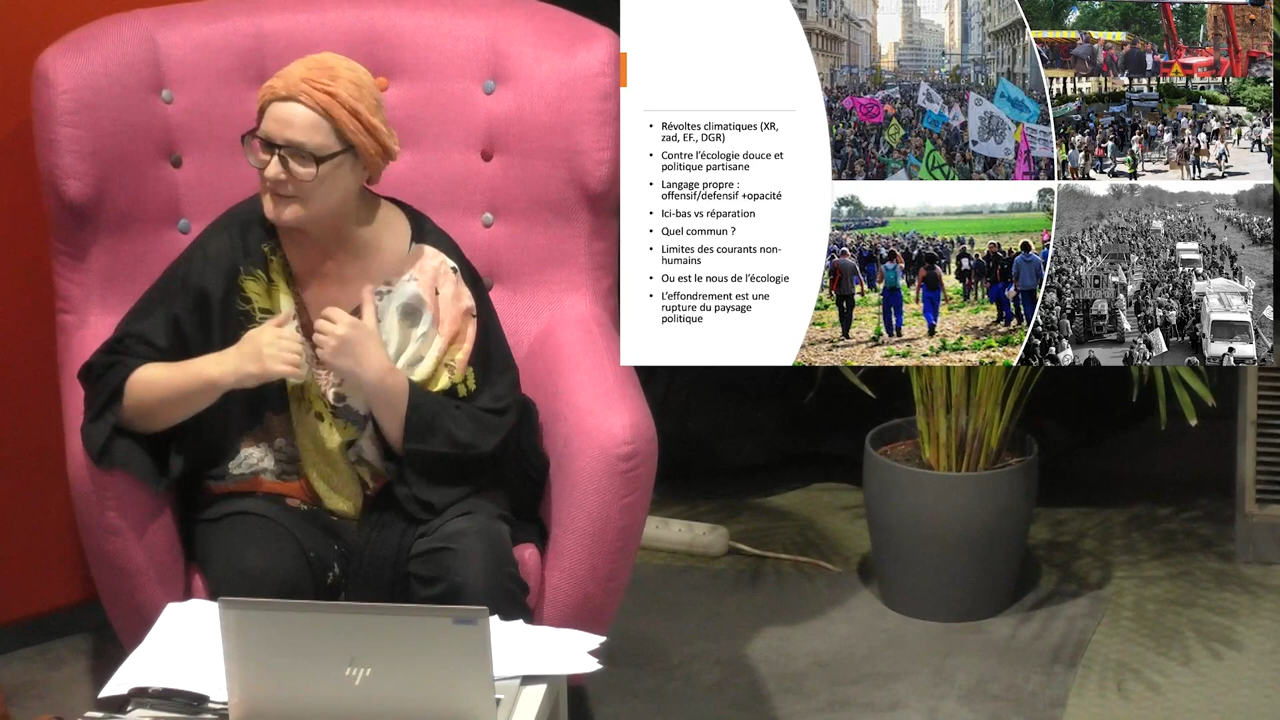 • Révoltes climatiques (XR,
zad, EF., DGR)
• Contre l'écologie douce et
politique partisane
• Langage propre :
offensif/defensif +opacité
• Ici-bas vs réparation
• Quel commun ?
• Limites des courants non-
humains
• Ou est le nous de l'écologie
• L'effondrement est une
rupture du paysage
politique
hp